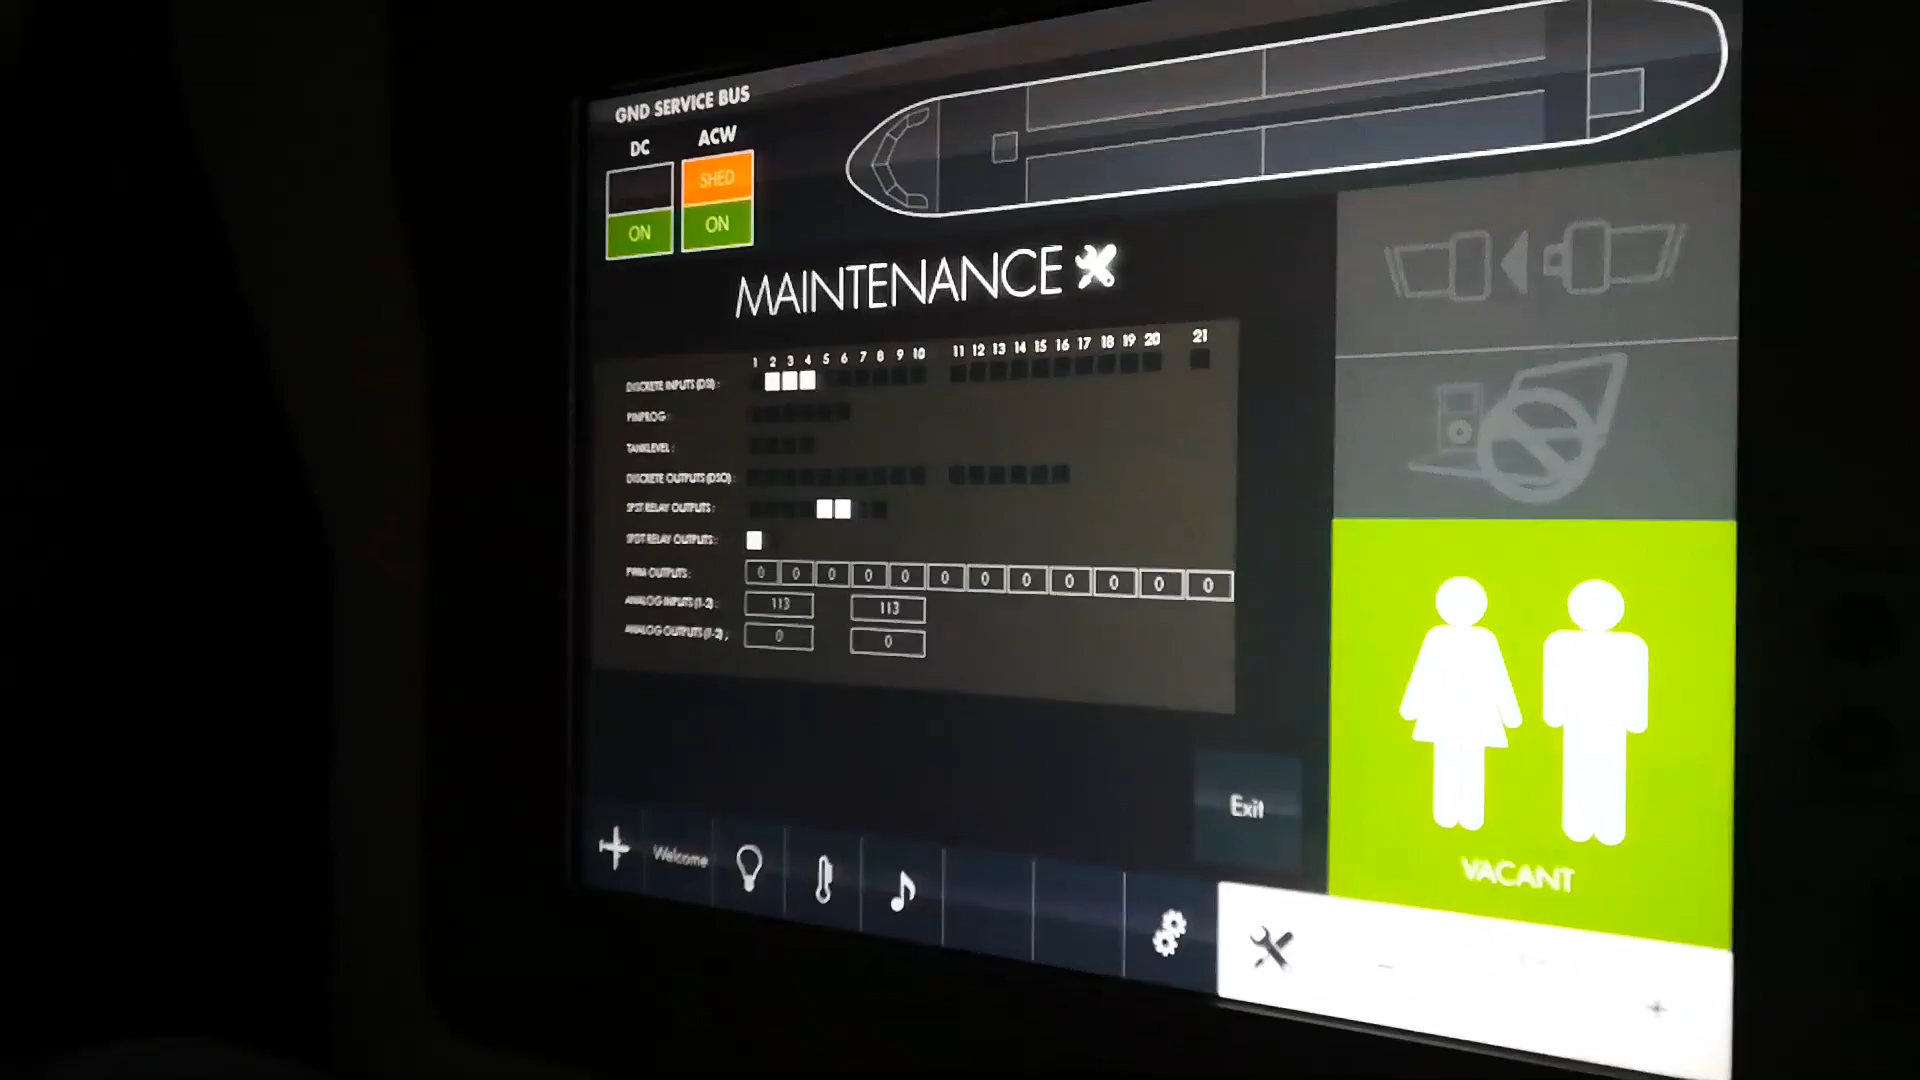 GND SERVICE BUS
DC ACW
SHED
ON ON
MAINTENANCE
1 2 3 4 5 6 7 8 9 10 11 12 13 14 15 16 17 18 19 20 21
DISCRETE INPUTS (DSI) :
PINPROG :
TANKLEVEL :
DISCRETE OUTPUTS (DSO) :
SPST RELAY OUTPUTS :
SPDT RELAY OUTPUTS :
PWM OUTPUTS : 0 0 0 0 0 0 0 0 0 0 0 0
ANALOG INPUTS (1-2) : 113 113
ANALOG OUTPUTS (1-2) : 0 0
Exit
Welcome
VACANT
- +